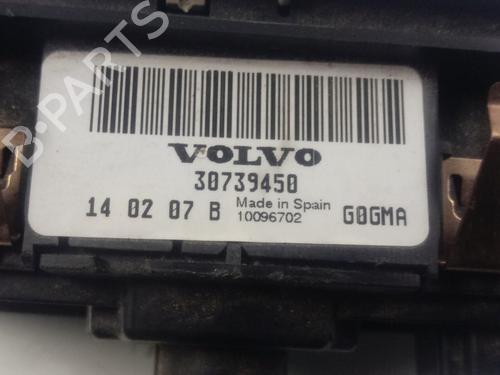 B-PARTS
VOLVO
30739450
14 02 07 B Made in Spain G0GMA
10096702